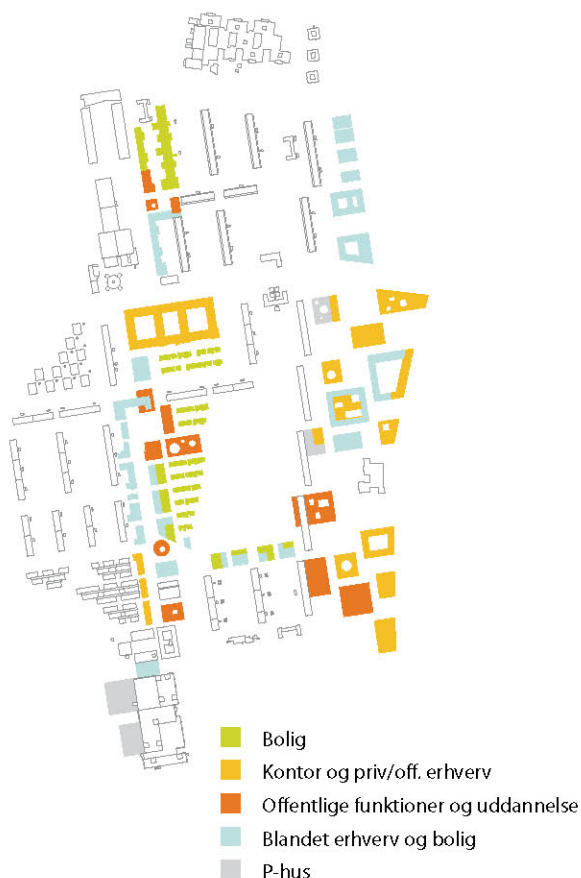 Bolig
Kontor og priv/off. erhverv
Offentlige funktioner og uddannelse
Blandet erhverv og bolig
P-hus